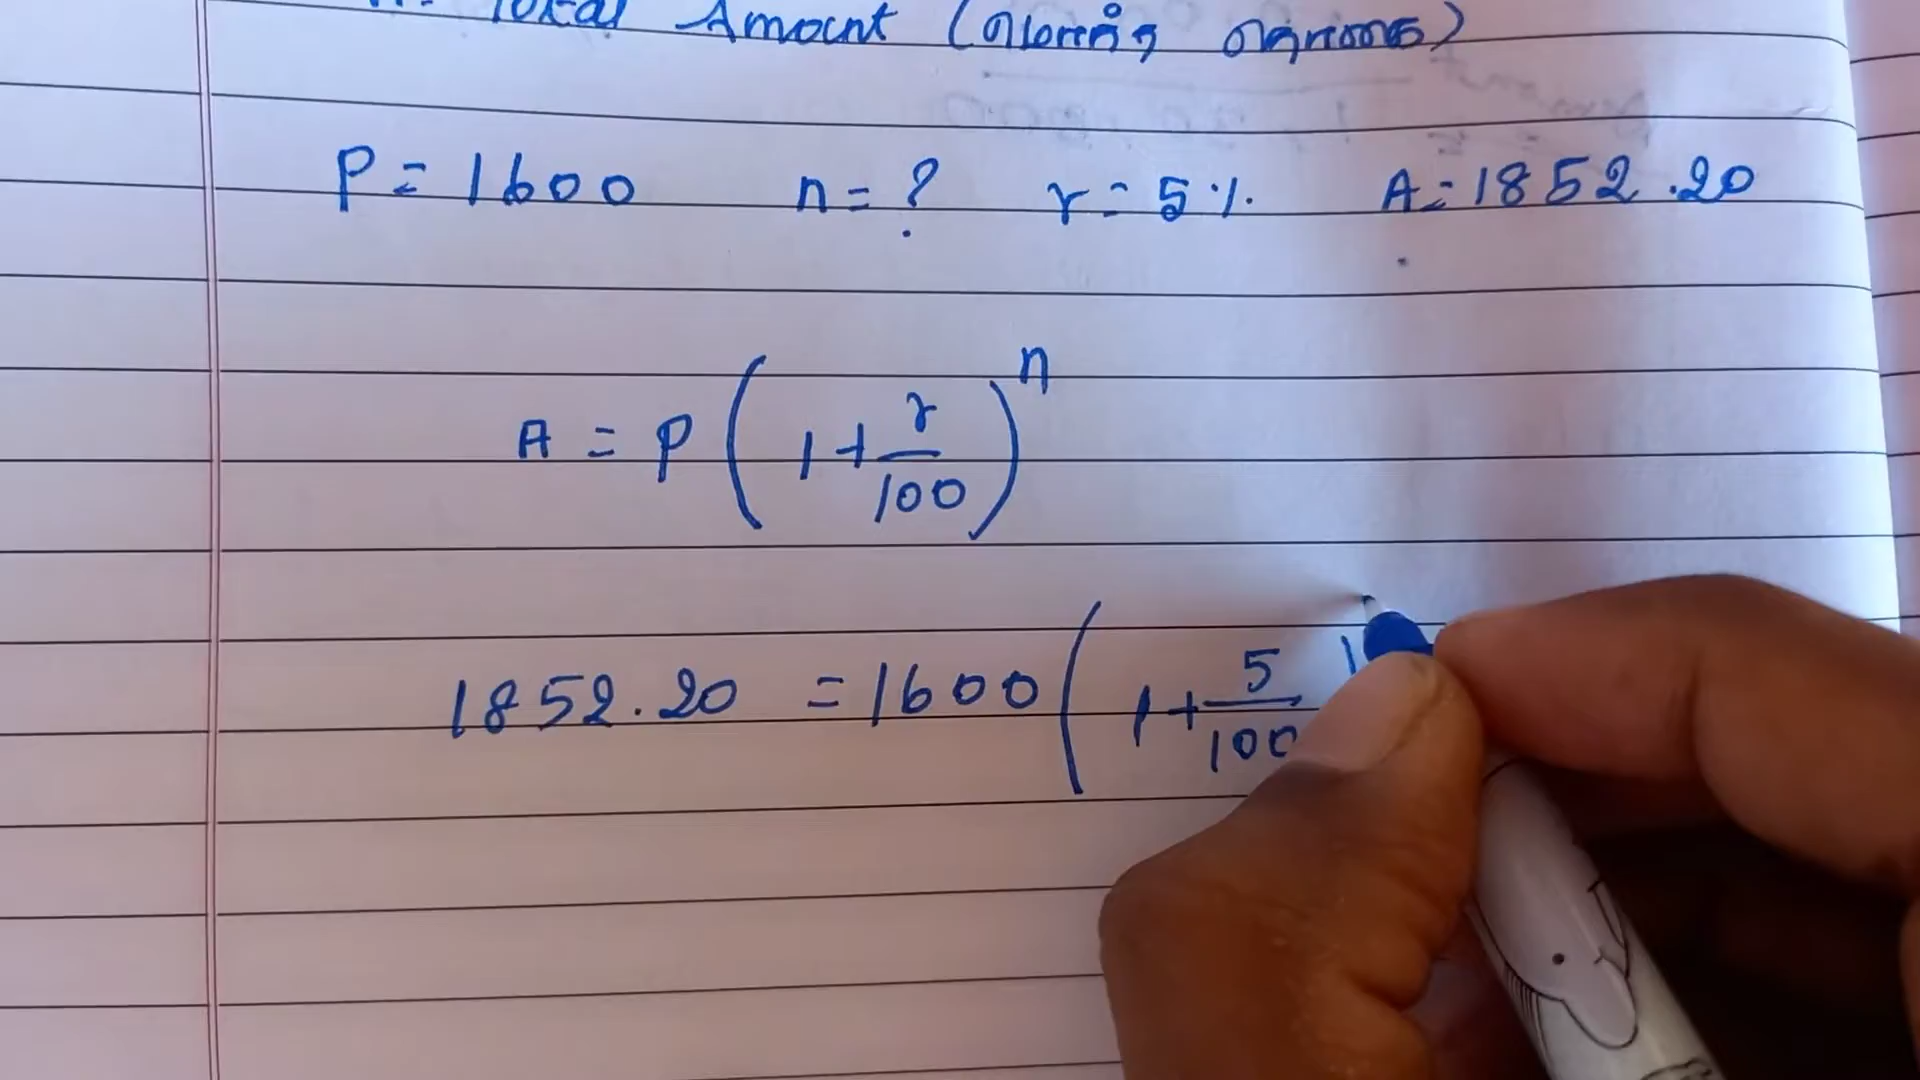 Total Amount (மொத்த
P = 1600 n = ? r = 5 %. A = 1852.20
A = P ( 1 + r/100 )^n
1852.20 = 1600 ( 1 + 5/100